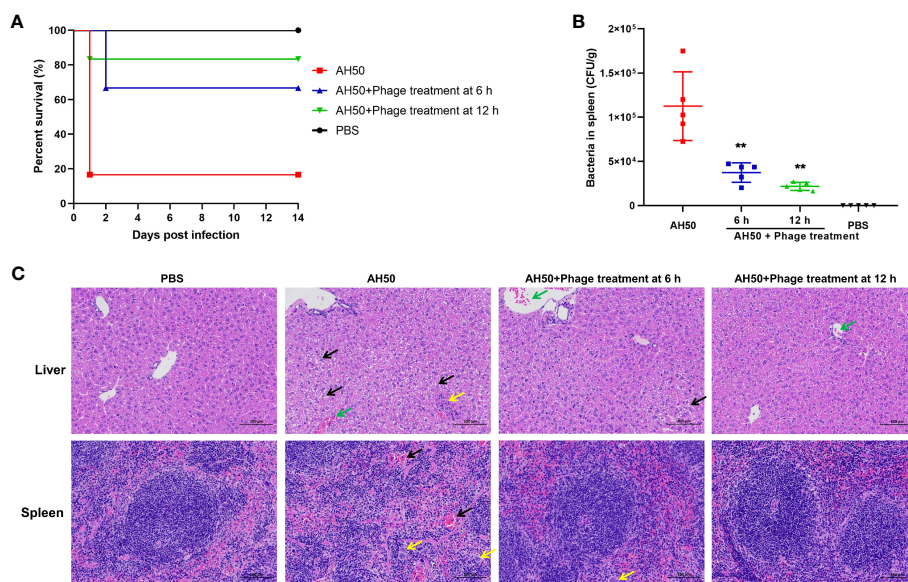 A
Percent survival (%)
100
80
60
40
20
0
0 2 4 6 8 10 12 14
Days post infection
AH50
AH50+Phage treatment at 6 h
AH50+Phage treatment at 12 h
PBS
B
Bacteria in spleen (CFU/g)
2×10⁵
1×10⁵
1×10⁵
5×10⁴
0
** **
AH50 6 h 12 h PBS
AH50 + Phage treatment
C
PBS AH50 AH50+Phage treatment at 6 h AH50+Phage treatment at 12 h
Liver
Spleen